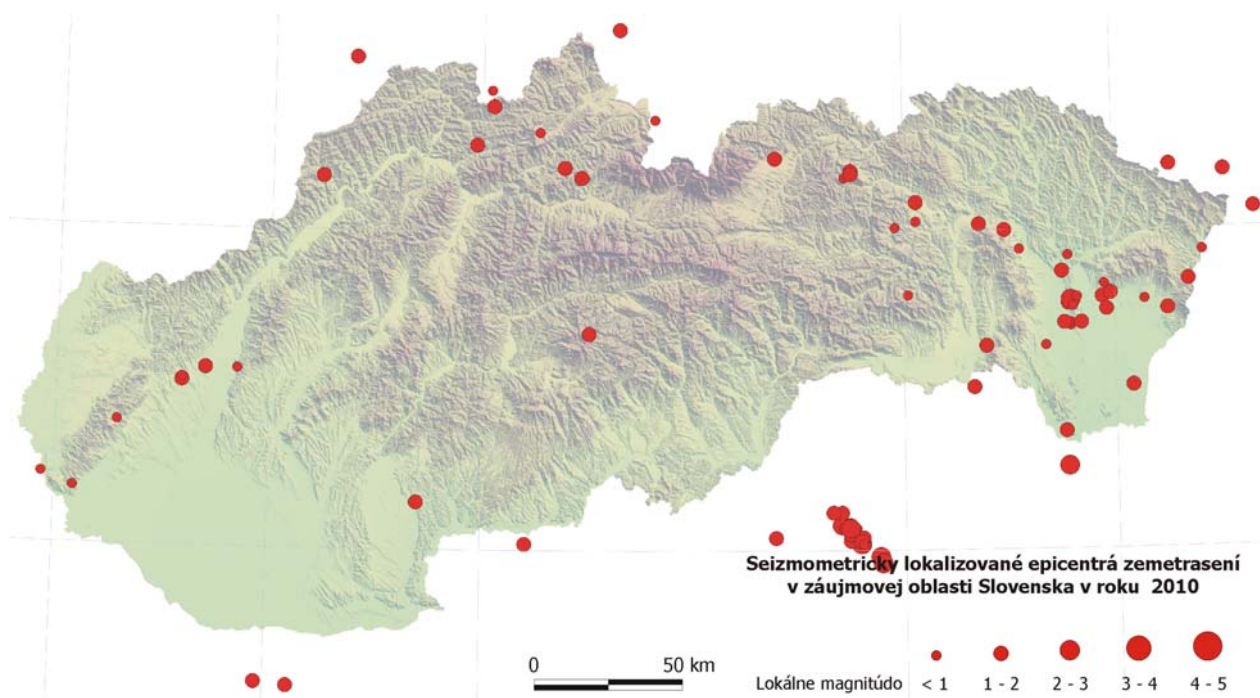 Seizmometricky lokalizované epicentrá zemetrasení
v záujmovej oblasti Slovenska v roku 2010
0 50 km
Lokálne magnitúdo < 1 1 - 2 2 - 3 3 - 4 4 - 5